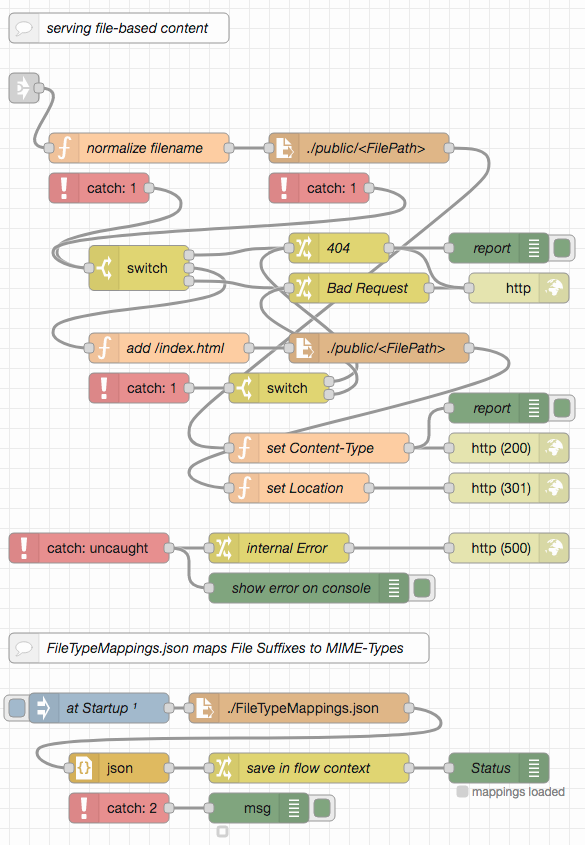 serving file-based content
normalize filename
./public/<FilePath>
catch: 1
catch: 1
switch
404
report
Bad Request
http
add /index.html
./public/<FilePath>
catch: 1
switch
report
set Content-Type
http (200)
set Location
http (301)
catch: uncaught
internal Error
http (500)
show error on console
FileTypeMappings.json maps File Suffixes to MIME-Types
at Startup ¹
./FileTypeMappings.json
json
save in flow context
Status
mappings loaded
catch: 2
msg